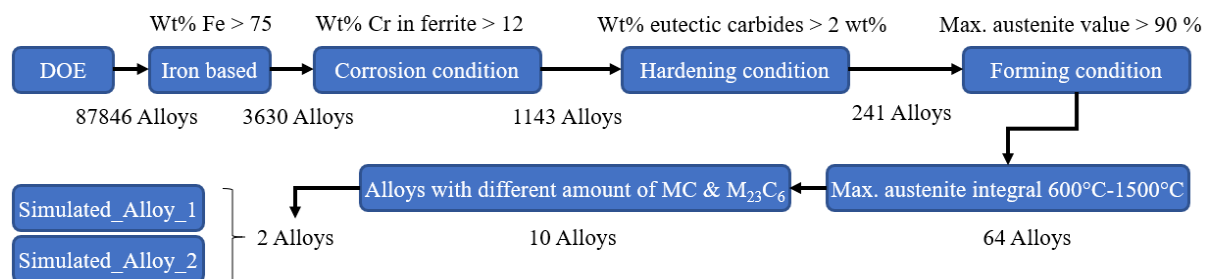 Wt% Fe > 75
Wt% Cr in ferrite > 12
Wt% eutectic carbides > 2 wt%
Max. austenite value > 90 %
DOE
Iron based
Corrosion condition
Hardening condition
Forming condition
87846 Alloys
3630 Alloys
1143 Alloys
241 Alloys
Max. austenite integral 600°C-1500°C
Alloys with different amount of MC & M₂₃C₆
64 Alloys
10 Alloys
2 Alloys
Simulated_Alloy_1
Simulated_Alloy_2